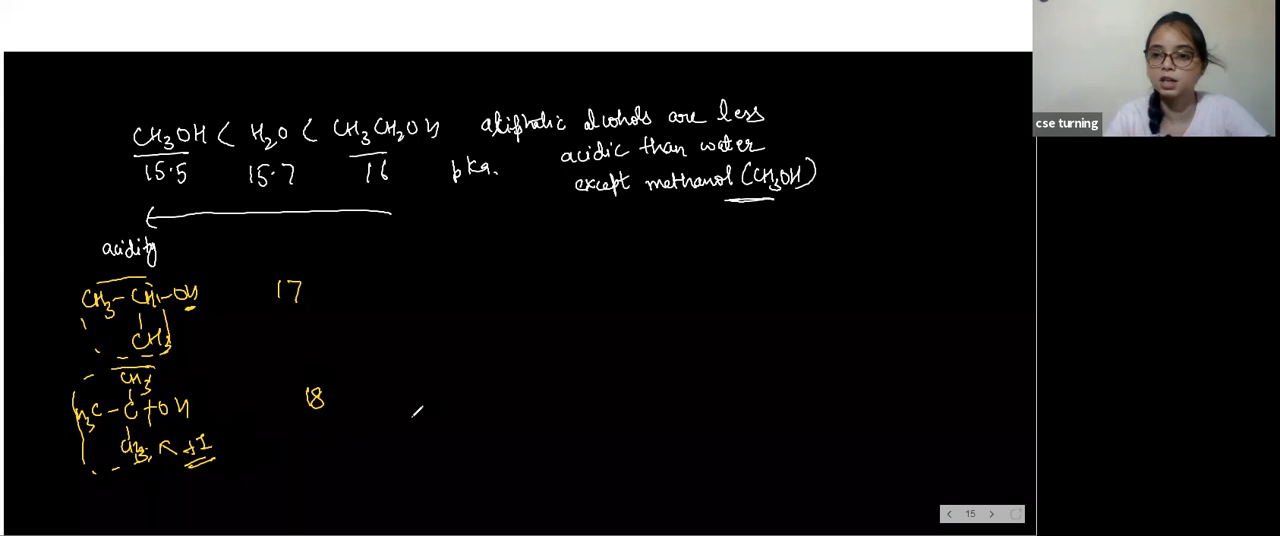 CH3OH < H2O < CH3CH2OH aliphatic alcohols are less
15.5 15.7 16 pka. acidic than water
except methanol (CH3OH)
acidity
CH3-CH-OH 17
CH3
CH3
H3C-C-OH 18
CH3 R +I
cse turning
15